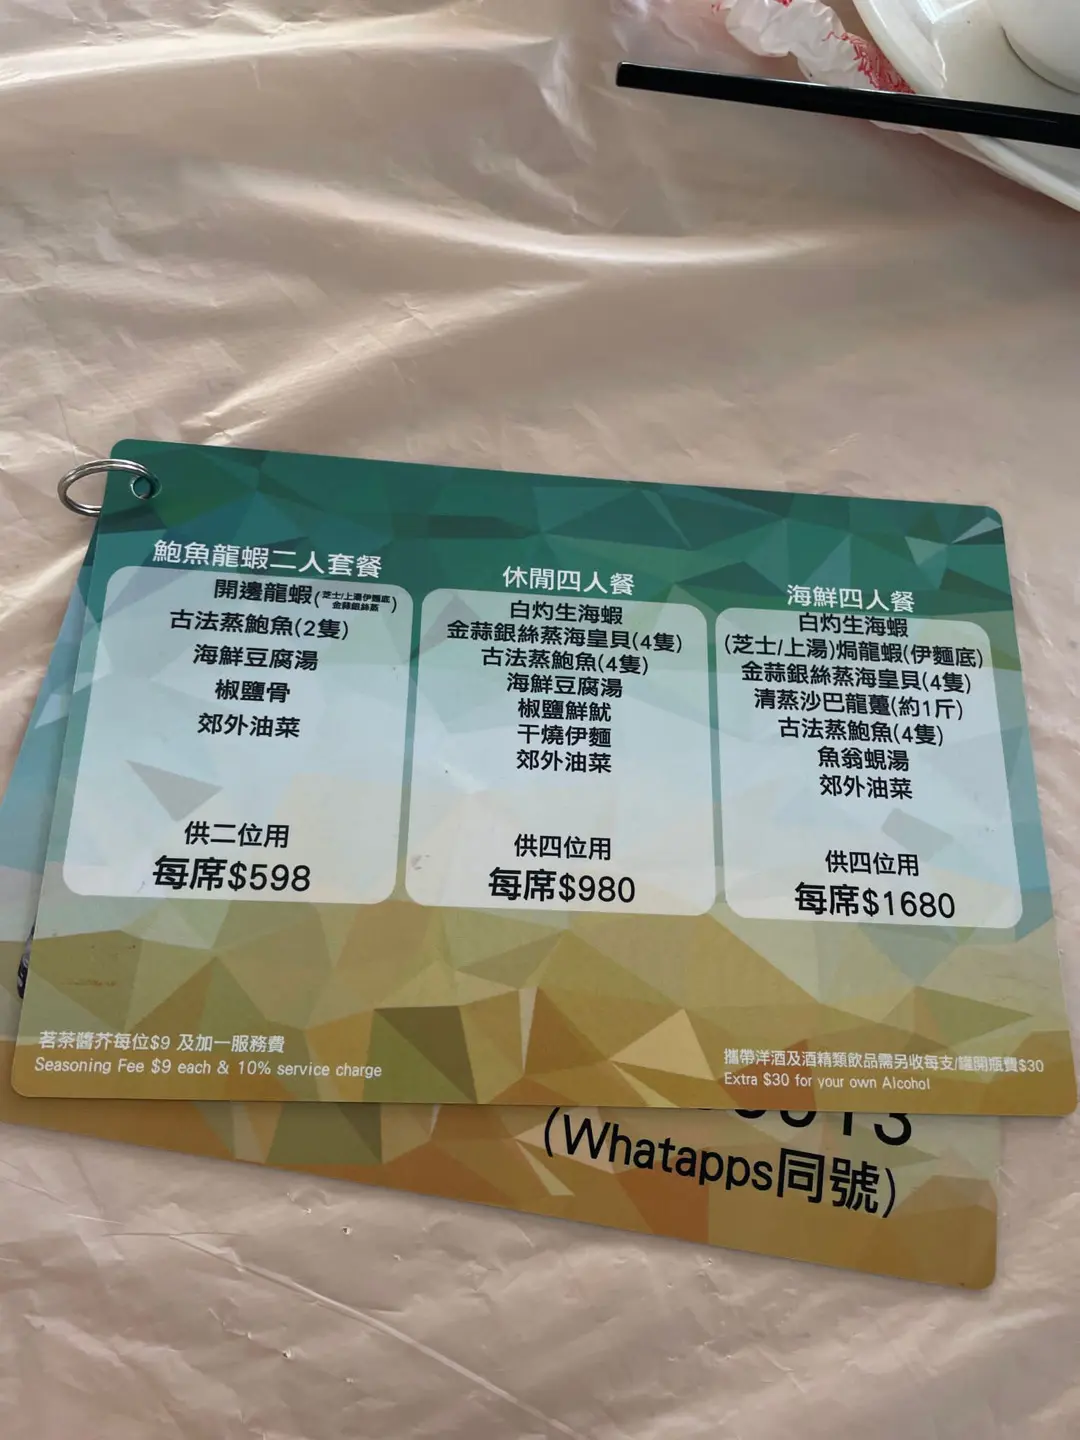 鮑魚龍蝦二人套餐
開邊龍蝦(芝士/上湯伊麵底
金蒜銀絲蒸)
古法蒸鮑魚(2隻)
海鮮豆腐湯
椒鹽骨
郊外油菜
供二位用
每席$598
休閒四人餐
白灼生海蝦
金蒜銀絲蒸海皇貝(4隻)
古法蒸鮑魚(4隻)
海鮮豆腐湯
椒鹽鮮魷
干燒伊麵
郊外油菜
供四位用
每席$980
海鮮四人餐
白灼生海蝦
(芝士/上湯)焗龍蝦(伊麵底)
金蒜銀絲蒸海皇貝(4隻)
清蒸沙巴龍躉(約1斤)
古法蒸鮑魚(4隻)
魚翁蜆湯
郊外油菜
供四位用
每席$1680
茗茶醬芥每位$9 及加一服務費
Seasoning Fee $9 each & 10% service charge
攜帶洋酒及酒精類飲品需另收每支/罐開瓶費$30
Extra $30 for your own Alcohol
(Whatapps同號)